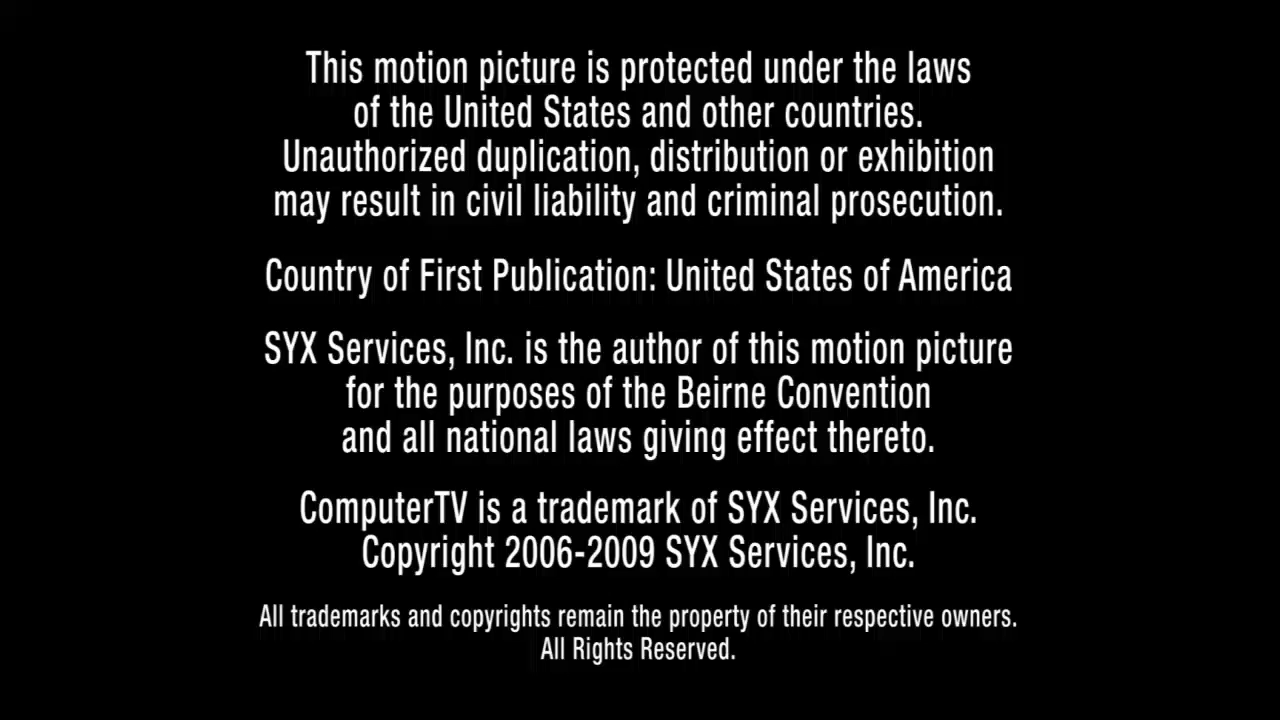 This motion picture is protected under the laws
of the United States and other countries.
Unauthorized duplication, distribution or exhibition
may result in civil liability and criminal prosecution.
Country of First Publication: United States of America
SYX Services, Inc. is the author of this motion picture
for the purposes of the Beirne Convention
and all national laws giving effect thereto.
ComputerTV is a trademark of SYX Services, Inc.
Copyright 2006-2009 SYX Services, Inc.
All trademarks and copyrights remain the property of their respective owners.
All Rights Reserved.